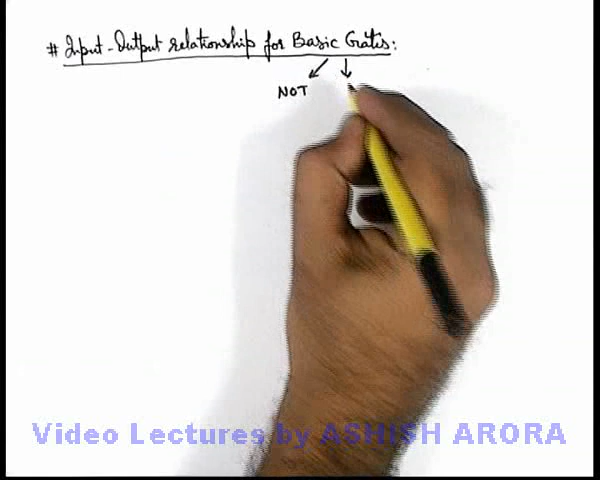 # Input-Output relationship for Basic Gates:
NOT
Video Lectures by ASHISH ARORA